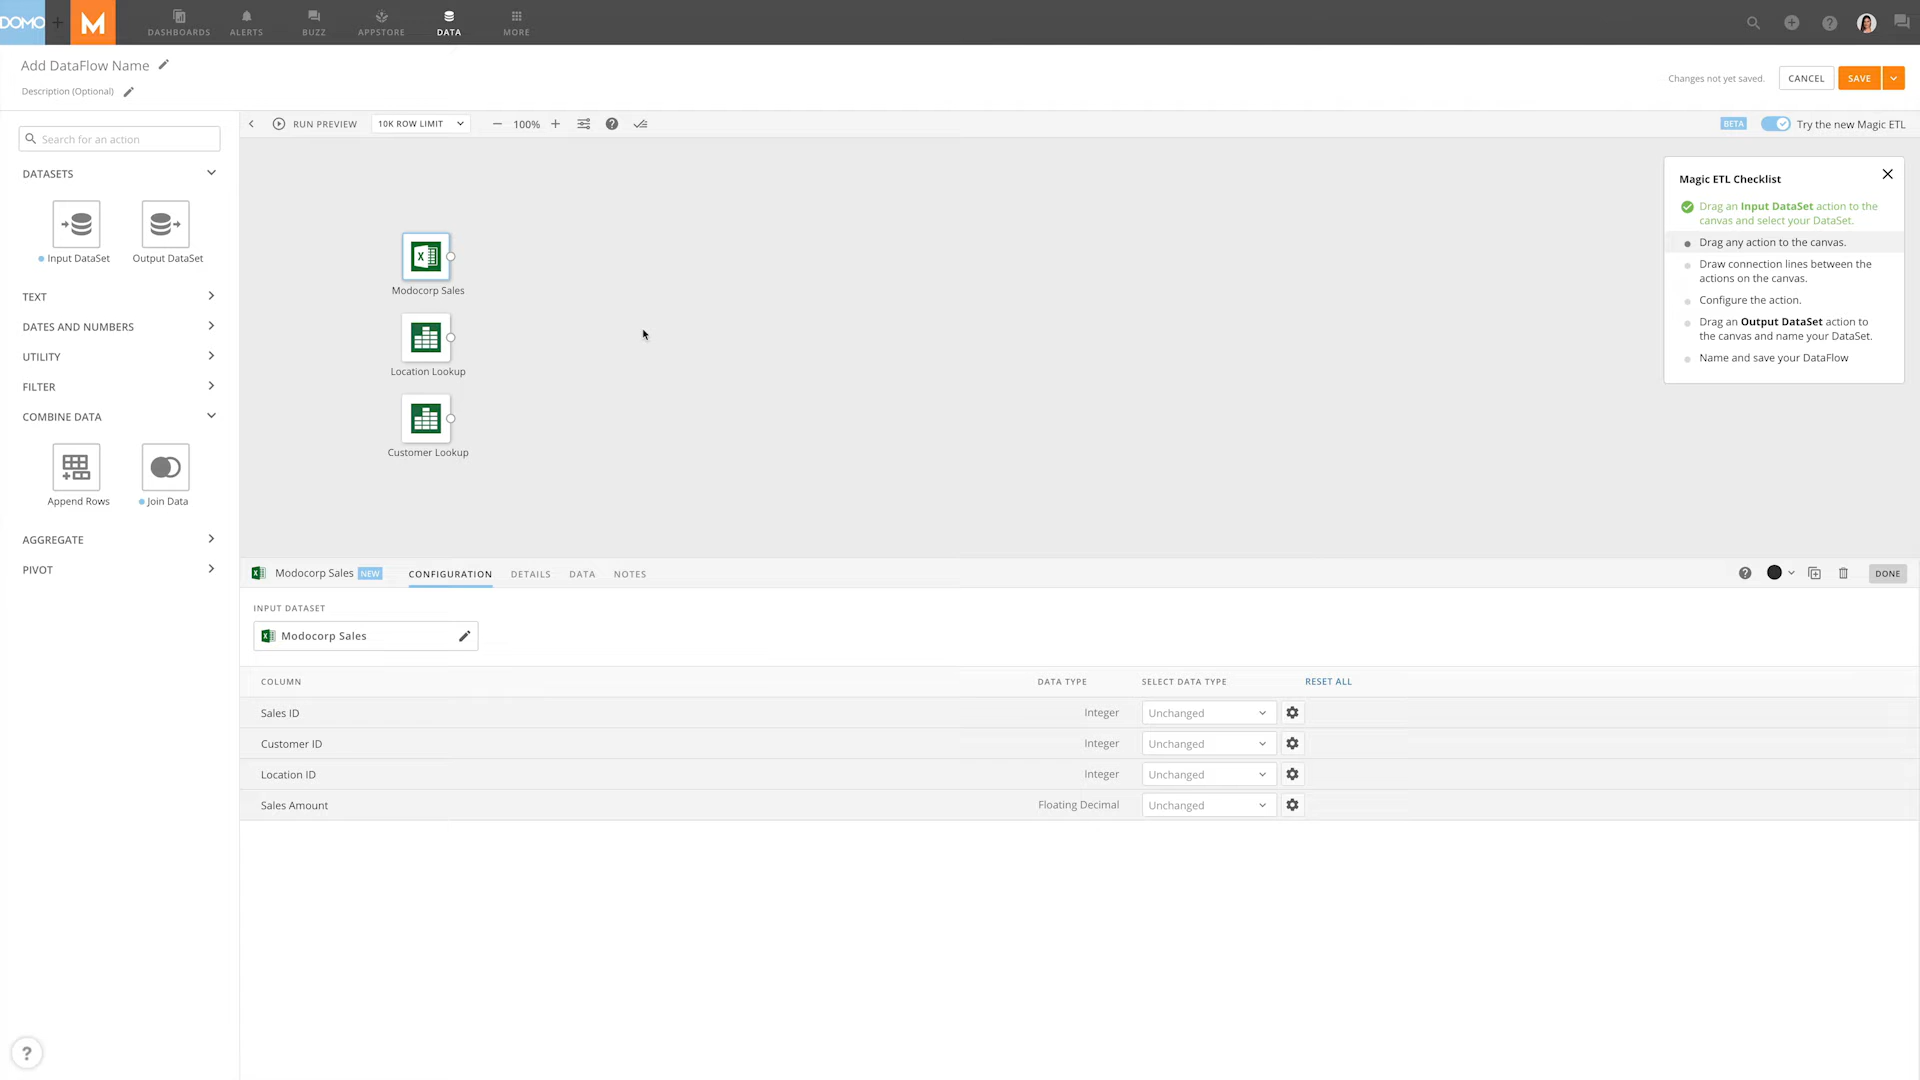 DOMO
DASHBOARDS
ALERTS
BUZZ
APPSTORE
DATA
MORE
Add DataFlow Name
Description (Optional)
Changes not yet saved.
CANCEL
SAVE
Search for an action
DATASETS
Input DataSet
Output DataSet
TEXT
DATES AND NUMBERS
UTILITY
FILTER
COMBINE DATA
Append Rows
Join Data
AGGREGATE
PIVOT
RUN PREVIEW
10K ROW LIMIT
100%
BETA
Try the new Magic ETL
Modocorp Sales
Location Lookup
Customer Lookup
Magic ETL Checklist
Drag an Input DataSet action to the
canvas and select your DataSet.
Drag any action to the canvas.
Draw connection lines between the
actions on the canvas.
Configure the action.
Drag an Output DataSet action to
the canvas and name your DataSet.
Name and save your DataFlow
Modocorp Sales NEW
CONFIGURATION
DETAILS
DATA
NOTES
DONE
INPUT DATASET
Modocorp Sales
COLUMN DATA TYPE SELECT DATA TYPE RESET ALL
Sales ID Integer Unchanged
Customer ID Integer Unchanged
Location ID Integer Unchanged
Sales Amount Floating Decimal Unchanged
?